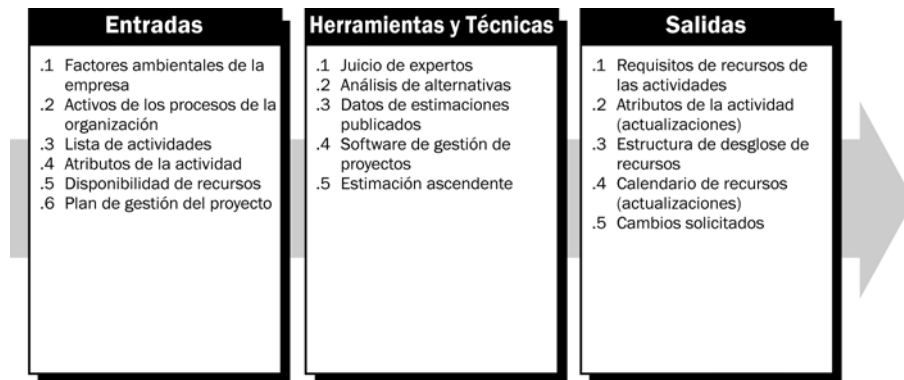 Entradas
.1 Factores ambientales de la
empresa
.2 Activos de los procesos de la
organización
.3 Lista de actividades
.4 Atributos de la actividad
.5 Disponibilidad de recursos
.6 Plan de gestión del proyecto
Herramientas y Técnicas
.1 Juicio de expertos
.2 Análisis de alternativas
.3 Datos de estimaciones
publicados
.4 Software de gestión de
proyectos
.5 Estimación ascendente
Salidas
.1 Requisitos de recursos de
las actividades
.2 Atributos de la actividad
(actualizaciones)
.3 Estructura de desglose de
recursos
.4 Calendario de recursos
(actualizaciones)
.5 Cambios solicitados